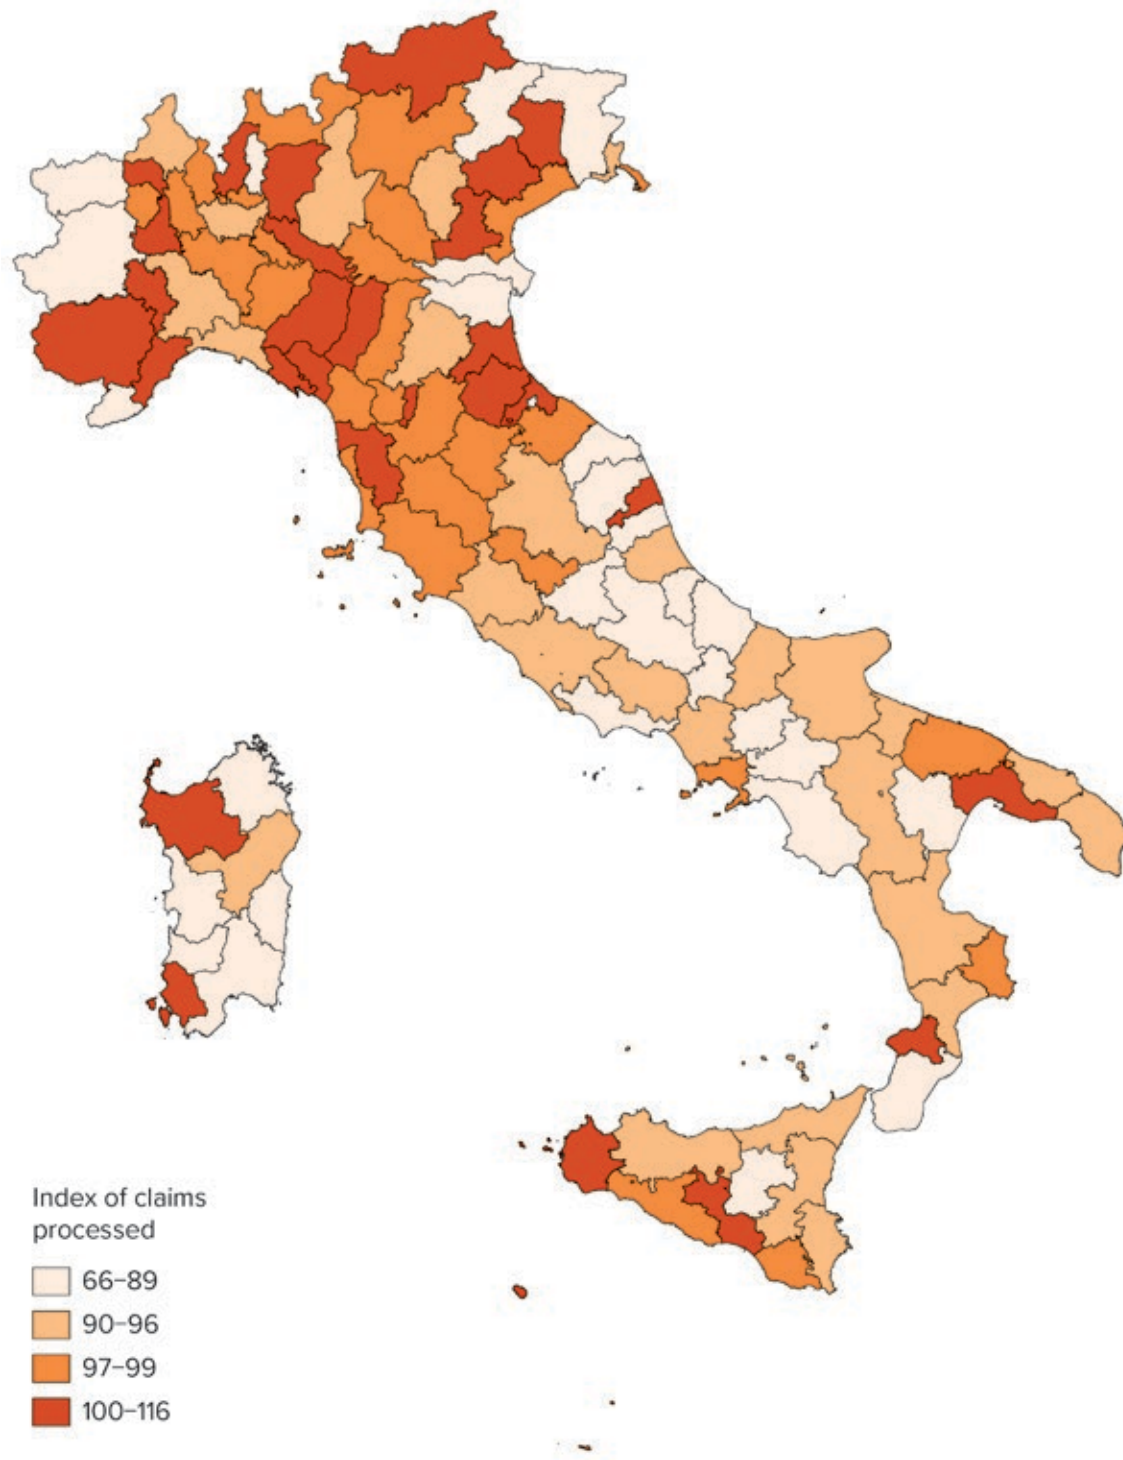 Index of claims
processed
66–89
90–96
97–99
100–116